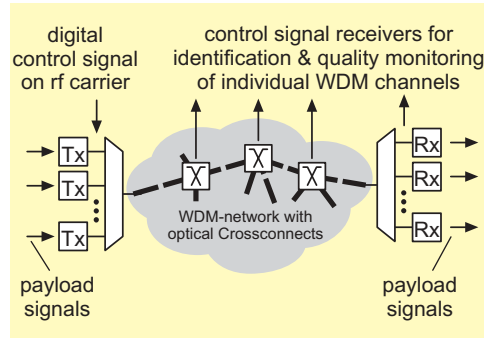 digital
control signal
on rf carrier
control signal receivers for
identification & quality monitoring
of individual WDM channels
Tx
Tx
Tx
Rx
Rx
Rx
WDM-network with
optical Crossconnects
payload
signals
payload
signals